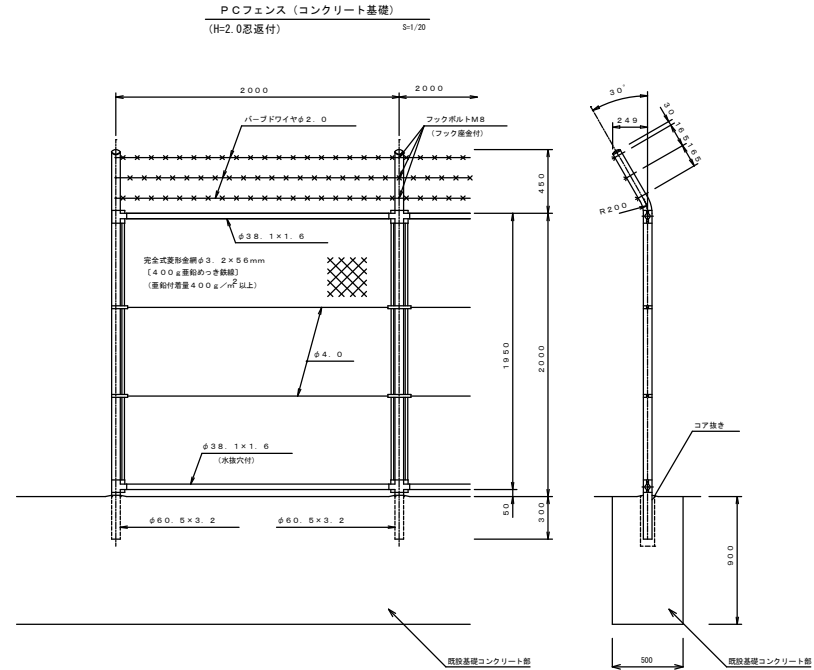 ＰＣフェンス（コンクリート基礎）
(H=2.0忍返付)
S=1/20
2000
2000
バーブドワイヤφ2.0
フックボルトM8
(フック座金付)
450
φ38.1×1.6
完全式菱形金網φ3.2×56mm
［400g亜鉛めっき鉄線］
(亜鉛付着量400g/m²以上)
φ4.0
1950
2000
φ38.1×1.6
(水抜穴付)
50
300
φ60.5×3.2
φ60.5×3.2
既設基礎コンクリート部
30°
249
30
165
165
R200
コア抜き
900
500
既設基礎コンクリート部